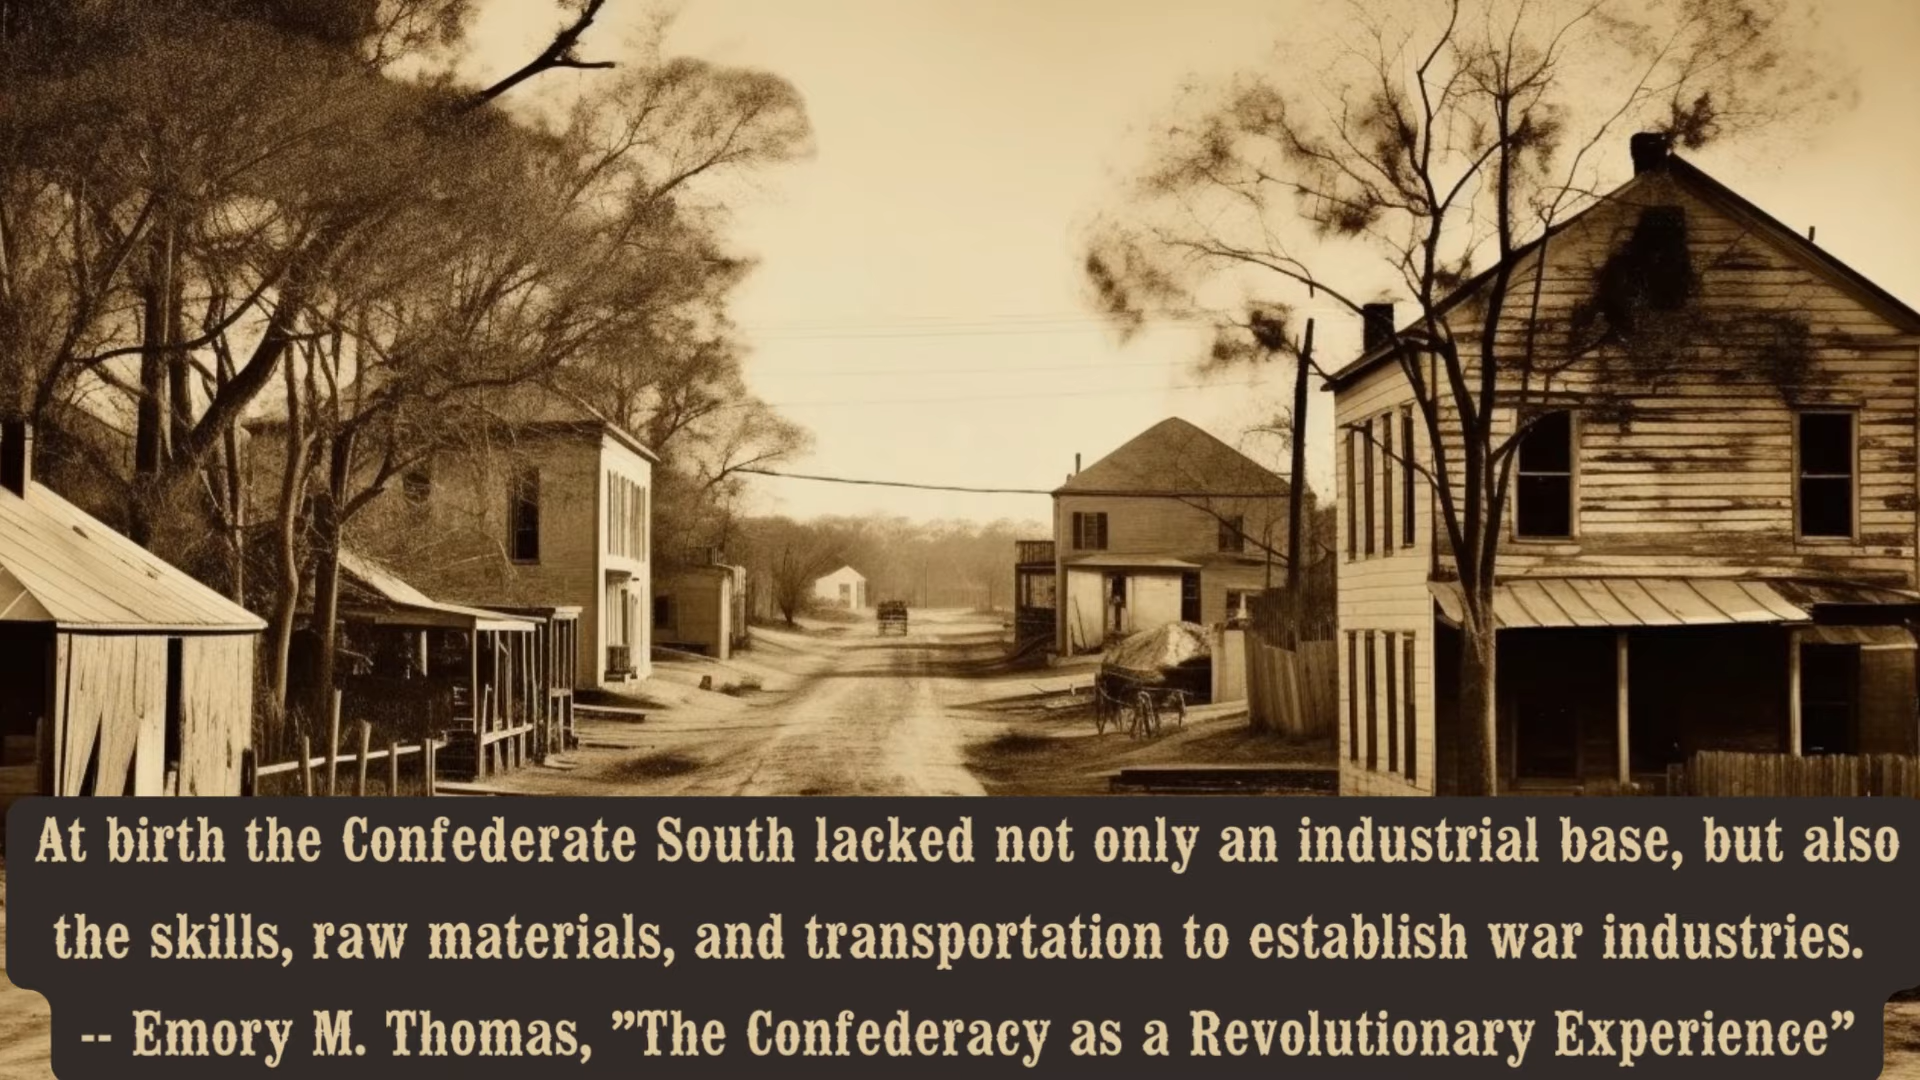 At birth the Confederate South lacked not only an industrial base, but also
the skills, raw materials, and transportation to establish war industries.
-- Emory M. Thomas, ”The Confederacy as a Revolutionary Experience”